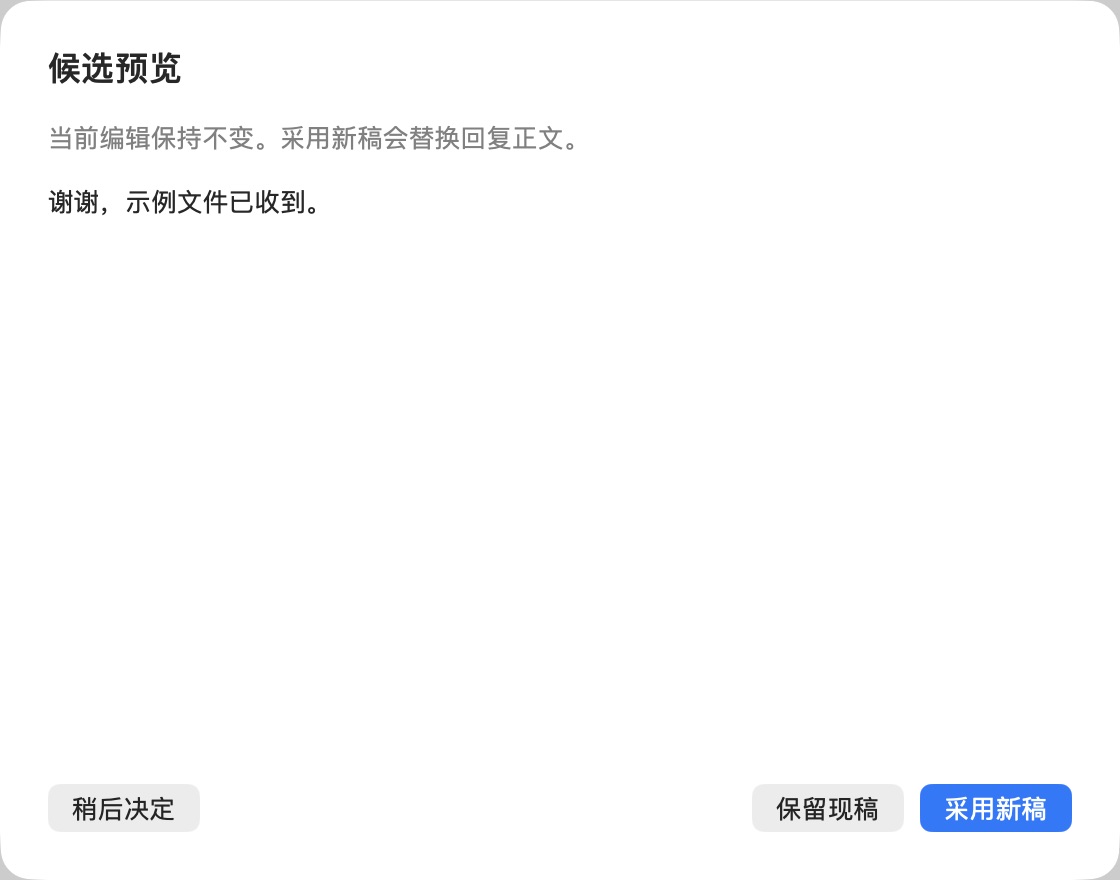 候选预览
当前编辑保持不变。采用新稿会替换回复正文。
谢谢，示例文件已收到。
稍后决定
保留现稿
采用新稿